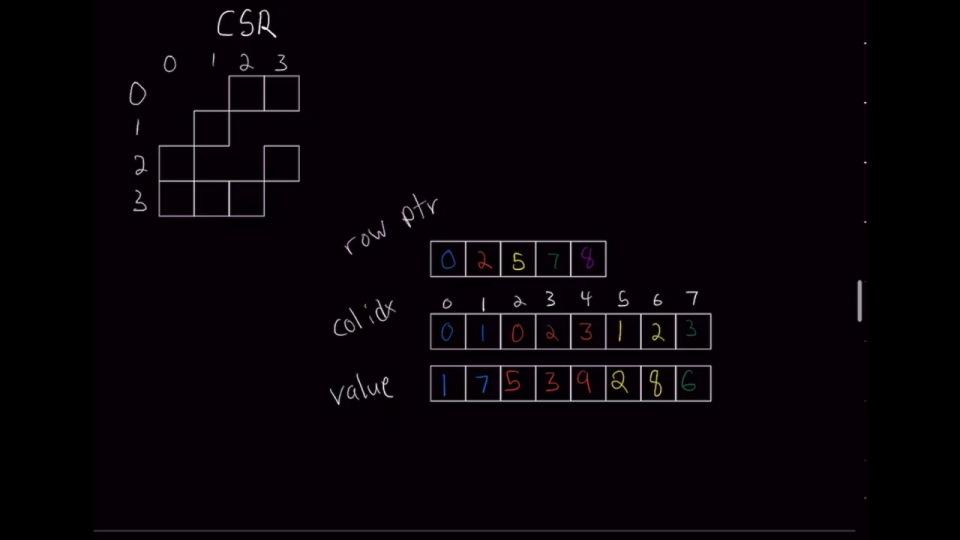 CSR
0 1 2 3
0
1
2
3
row ptr
0 2 5 7 8
0 1 2 3 4 5 6 7
col idx
0 1 0 2 3 1 2 3
value
1 7 5 3 9 2 8 6